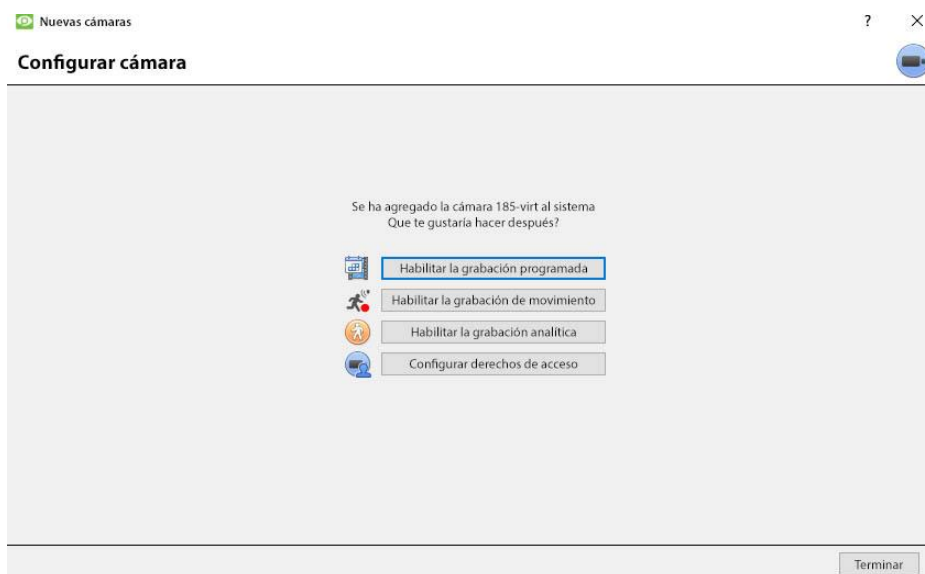 Nuevas cámaras
?
Configurar cámara
Se ha agregado la cámara 185-virt al sistema
Que te gustaría hacer después?
Habilitar la grabación programada
Habilitar la grabación de movimiento
Habilitar la grabación analítica
Configurar derechos de acceso
Terminar